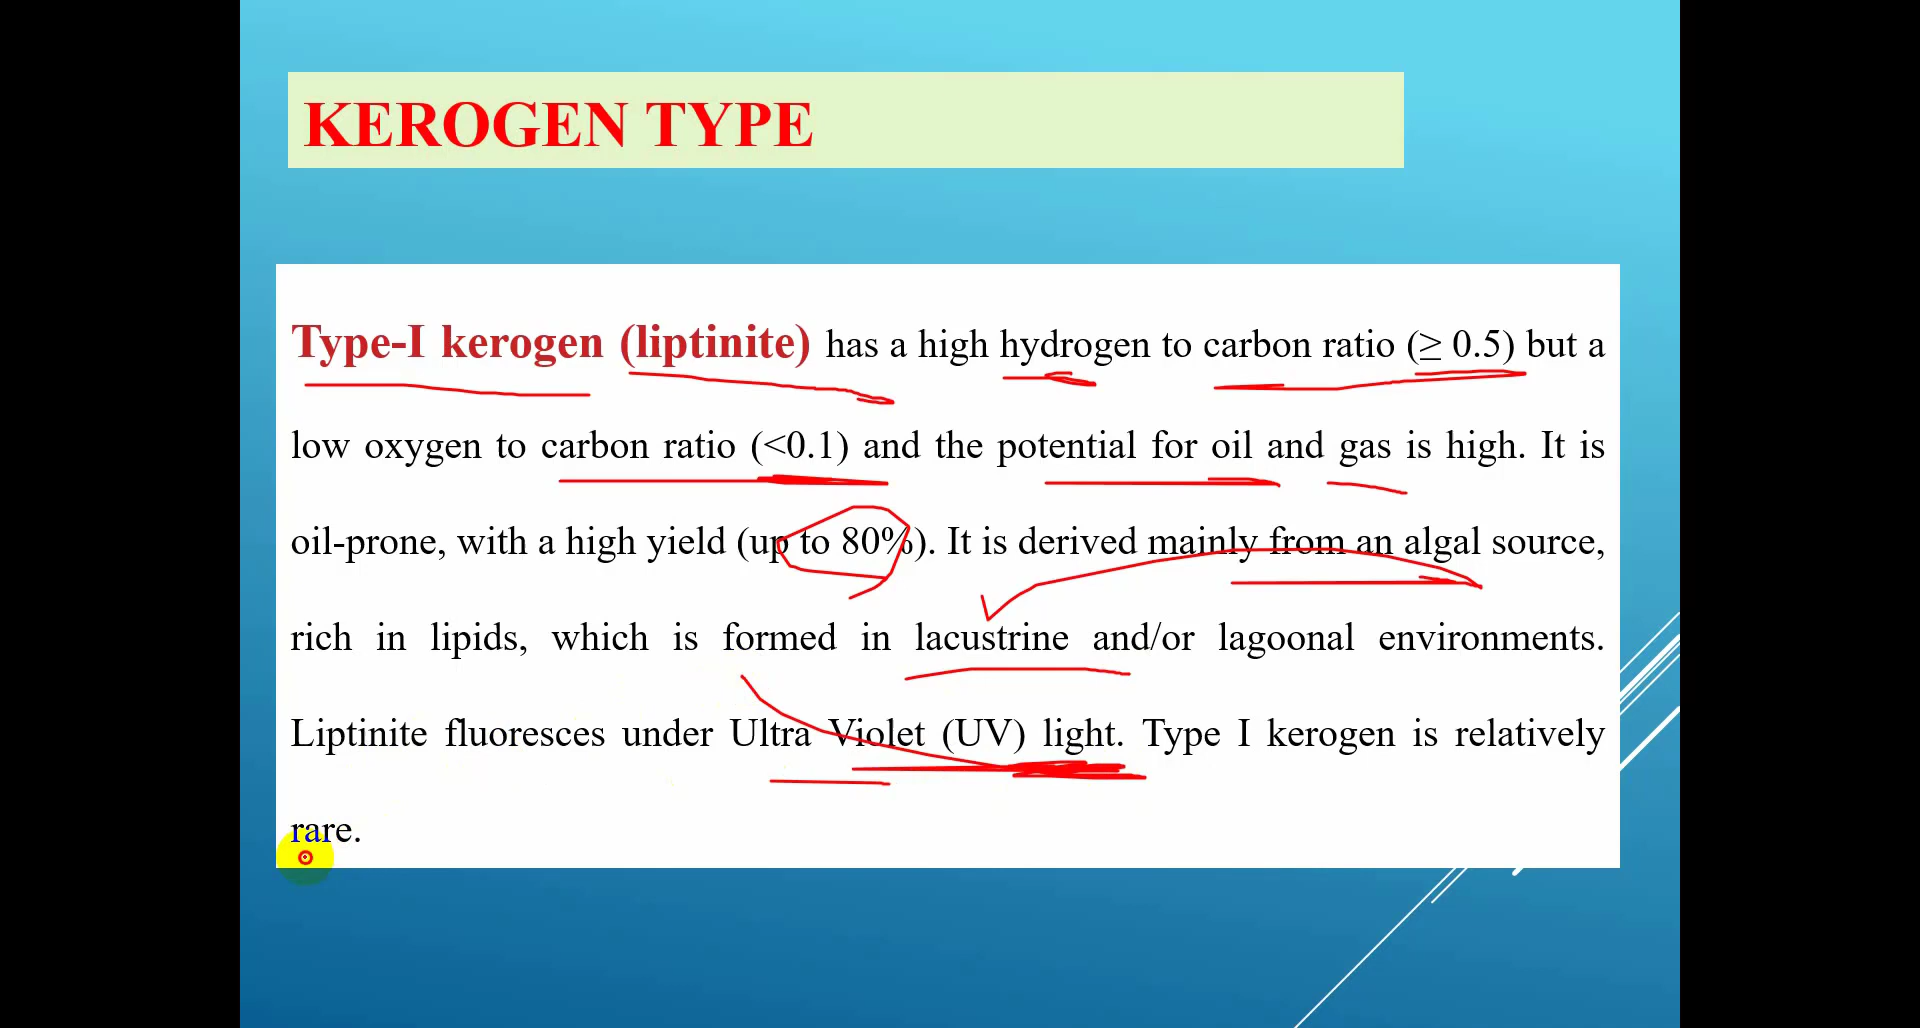 KEROGEN TYPE
Type-I kerogen (liptinite) has a high hydrogen to carbon ratio (≥ 0.5) but a
low oxygen to carbon ratio (<0.1) and the potential for oil and gas is high. It is
oil-prone, with a high yield (up to 80%). It is derived mainly from an algal source,
rich in lipids, which is formed in lacustrine and/or lagoonal environments.
Liptinite fluoresces under Ultra Violet (UV) light. Type I kerogen is relatively
rare.